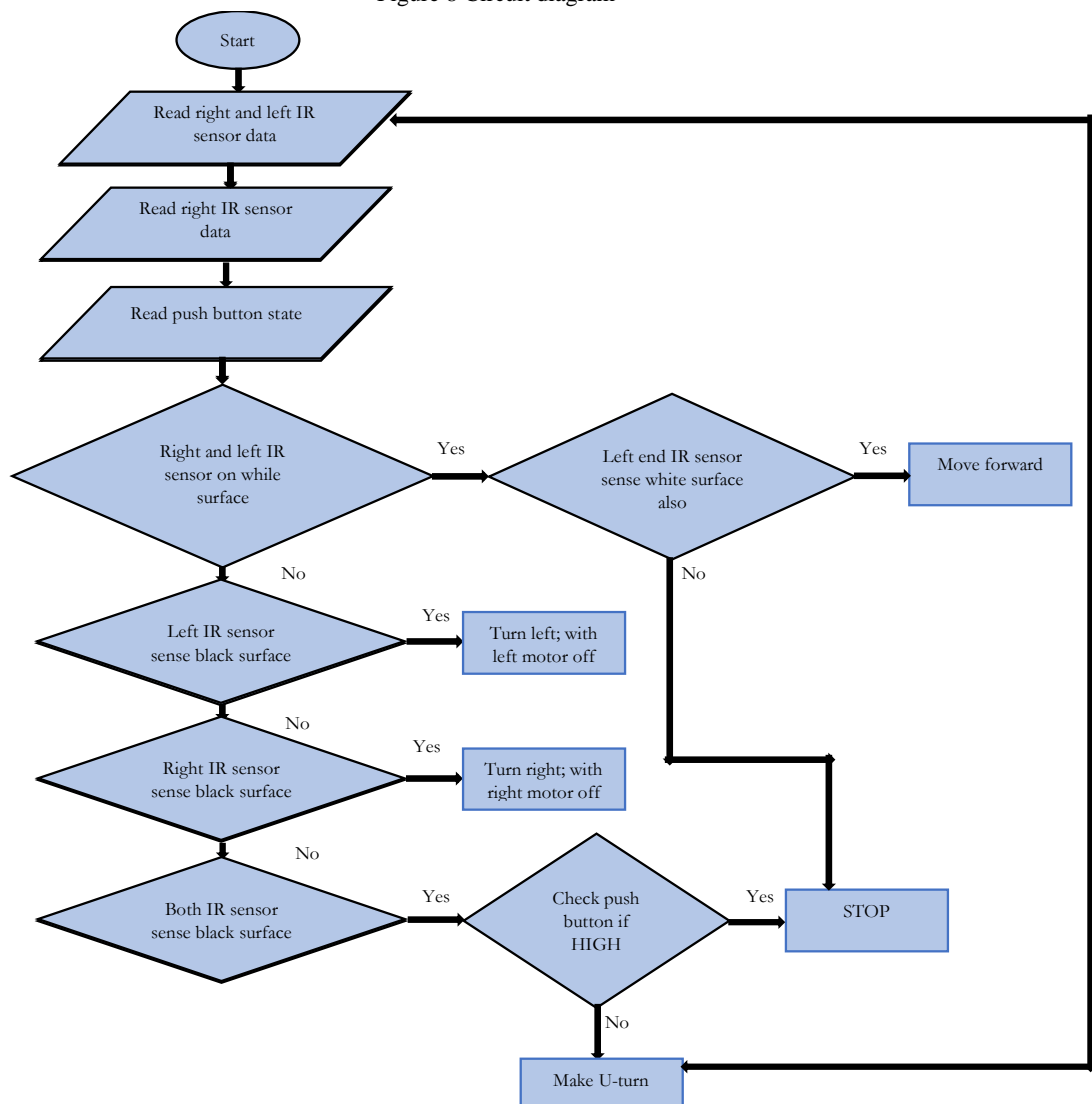 Figure 8 Circuit diagram
Start
Read right and left IR
sensor data
Read right IR sensor
data
Read push button state
Right and left IR
sensor on while
surface
Yes
Left end IR sensor
sense white surface
also
Yes
Move forward
No
No
Left IR sensor
sense black surface
Yes
Turn left; with
left motor off
No
Right IR sensor
sense black surface
Yes
Turn right; with
right motor off
No
Both IR sensor
sense black surface
Yes
Check push
button if
HIGH
Yes
STOP
No
Make U-turn